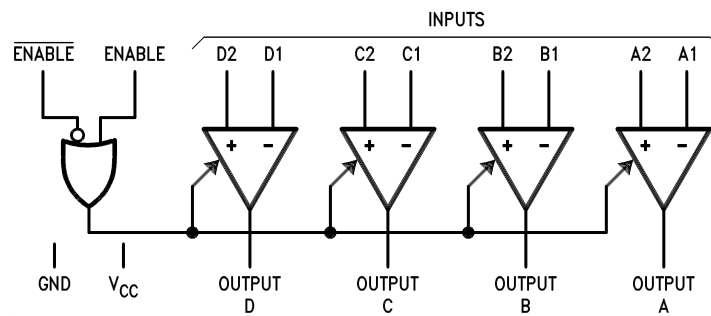 INPUTS
ENABLE ENABLE D2 D1 C2 C1 B2 B1 A2 A1
+ − + − + − + −
GND VCC OUTPUT D OUTPUT C OUTPUT B OUTPUT A